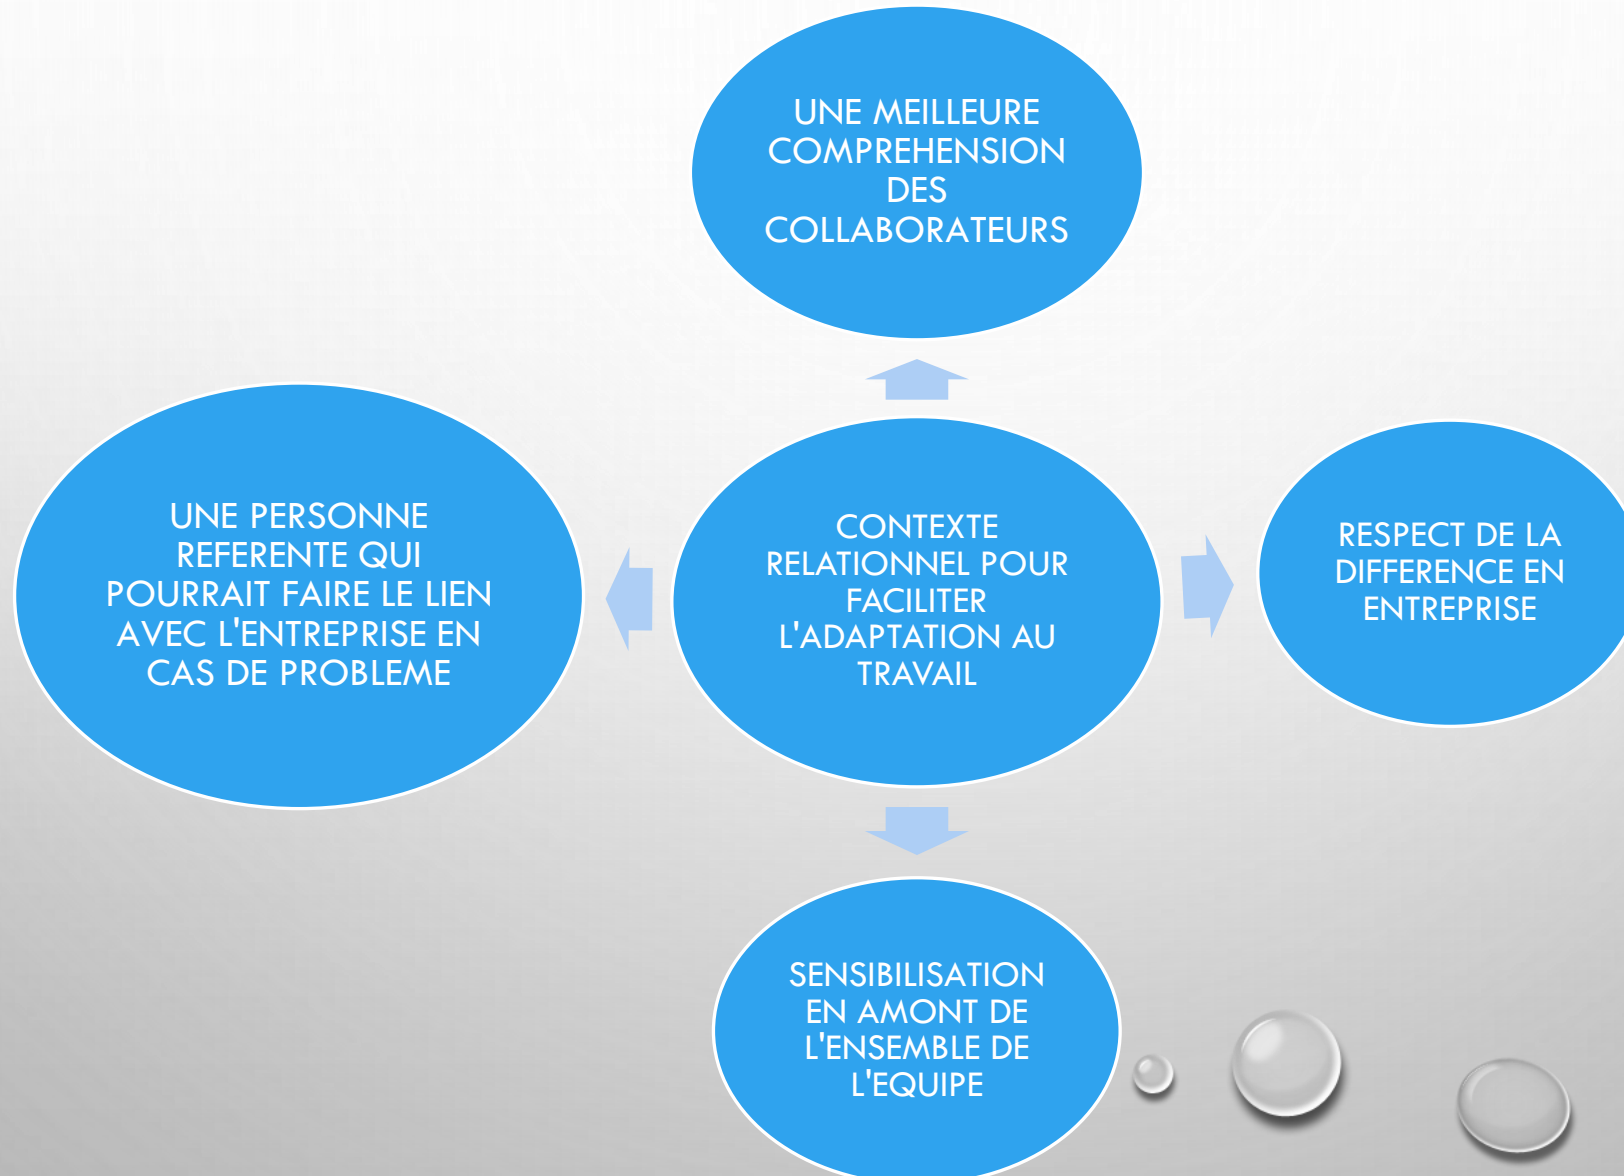 UNE MEILLEURE
COMPREHENSION
DES
COLLABORATEURS
UNE PERSONNE
REFERENTE QUI
POURRAIT FAIRE LE LIEN
AVEC L'ENTREPRISE EN
CAS DE PROBLEME
CONTEXTE
RELATIONNEL POUR
FACILITER
L'ADAPTATION AU
TRAVAIL
RESPECT DE LA
DIFFERENCE EN
ENTREPRISE
SENSIBILISATION
EN AMONT DE
L'ENSEMBLE DE
L'EQUIPE